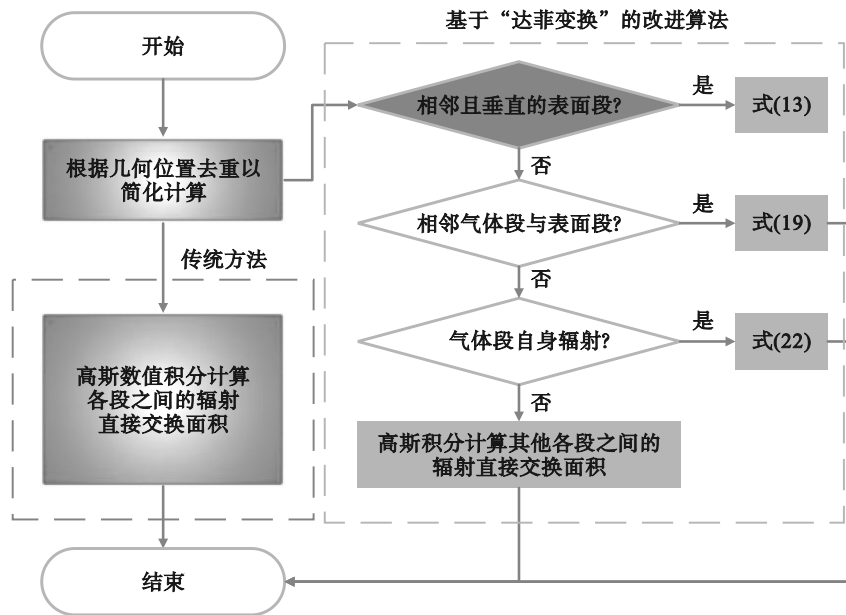 开始
根据几何位置去重以
简化计算
传统方法
高斯数值积分计算
各段之间的辐射
直接交换面积
结束
基于“达菲变换”的改进算法
相邻且垂直的表面段?
是
式(13)
否
相邻气体段与表面段?
是
式(19)
否
气体段自身辐射?
是
式(22)
否
高斯积分计算其他各段之间的
辐射直接交换面积